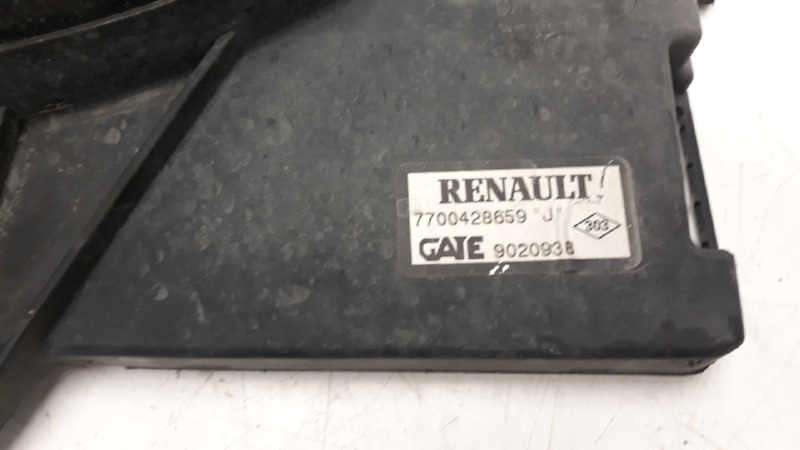 RENAULT
7700428659 "J"
303
GATE 9020938